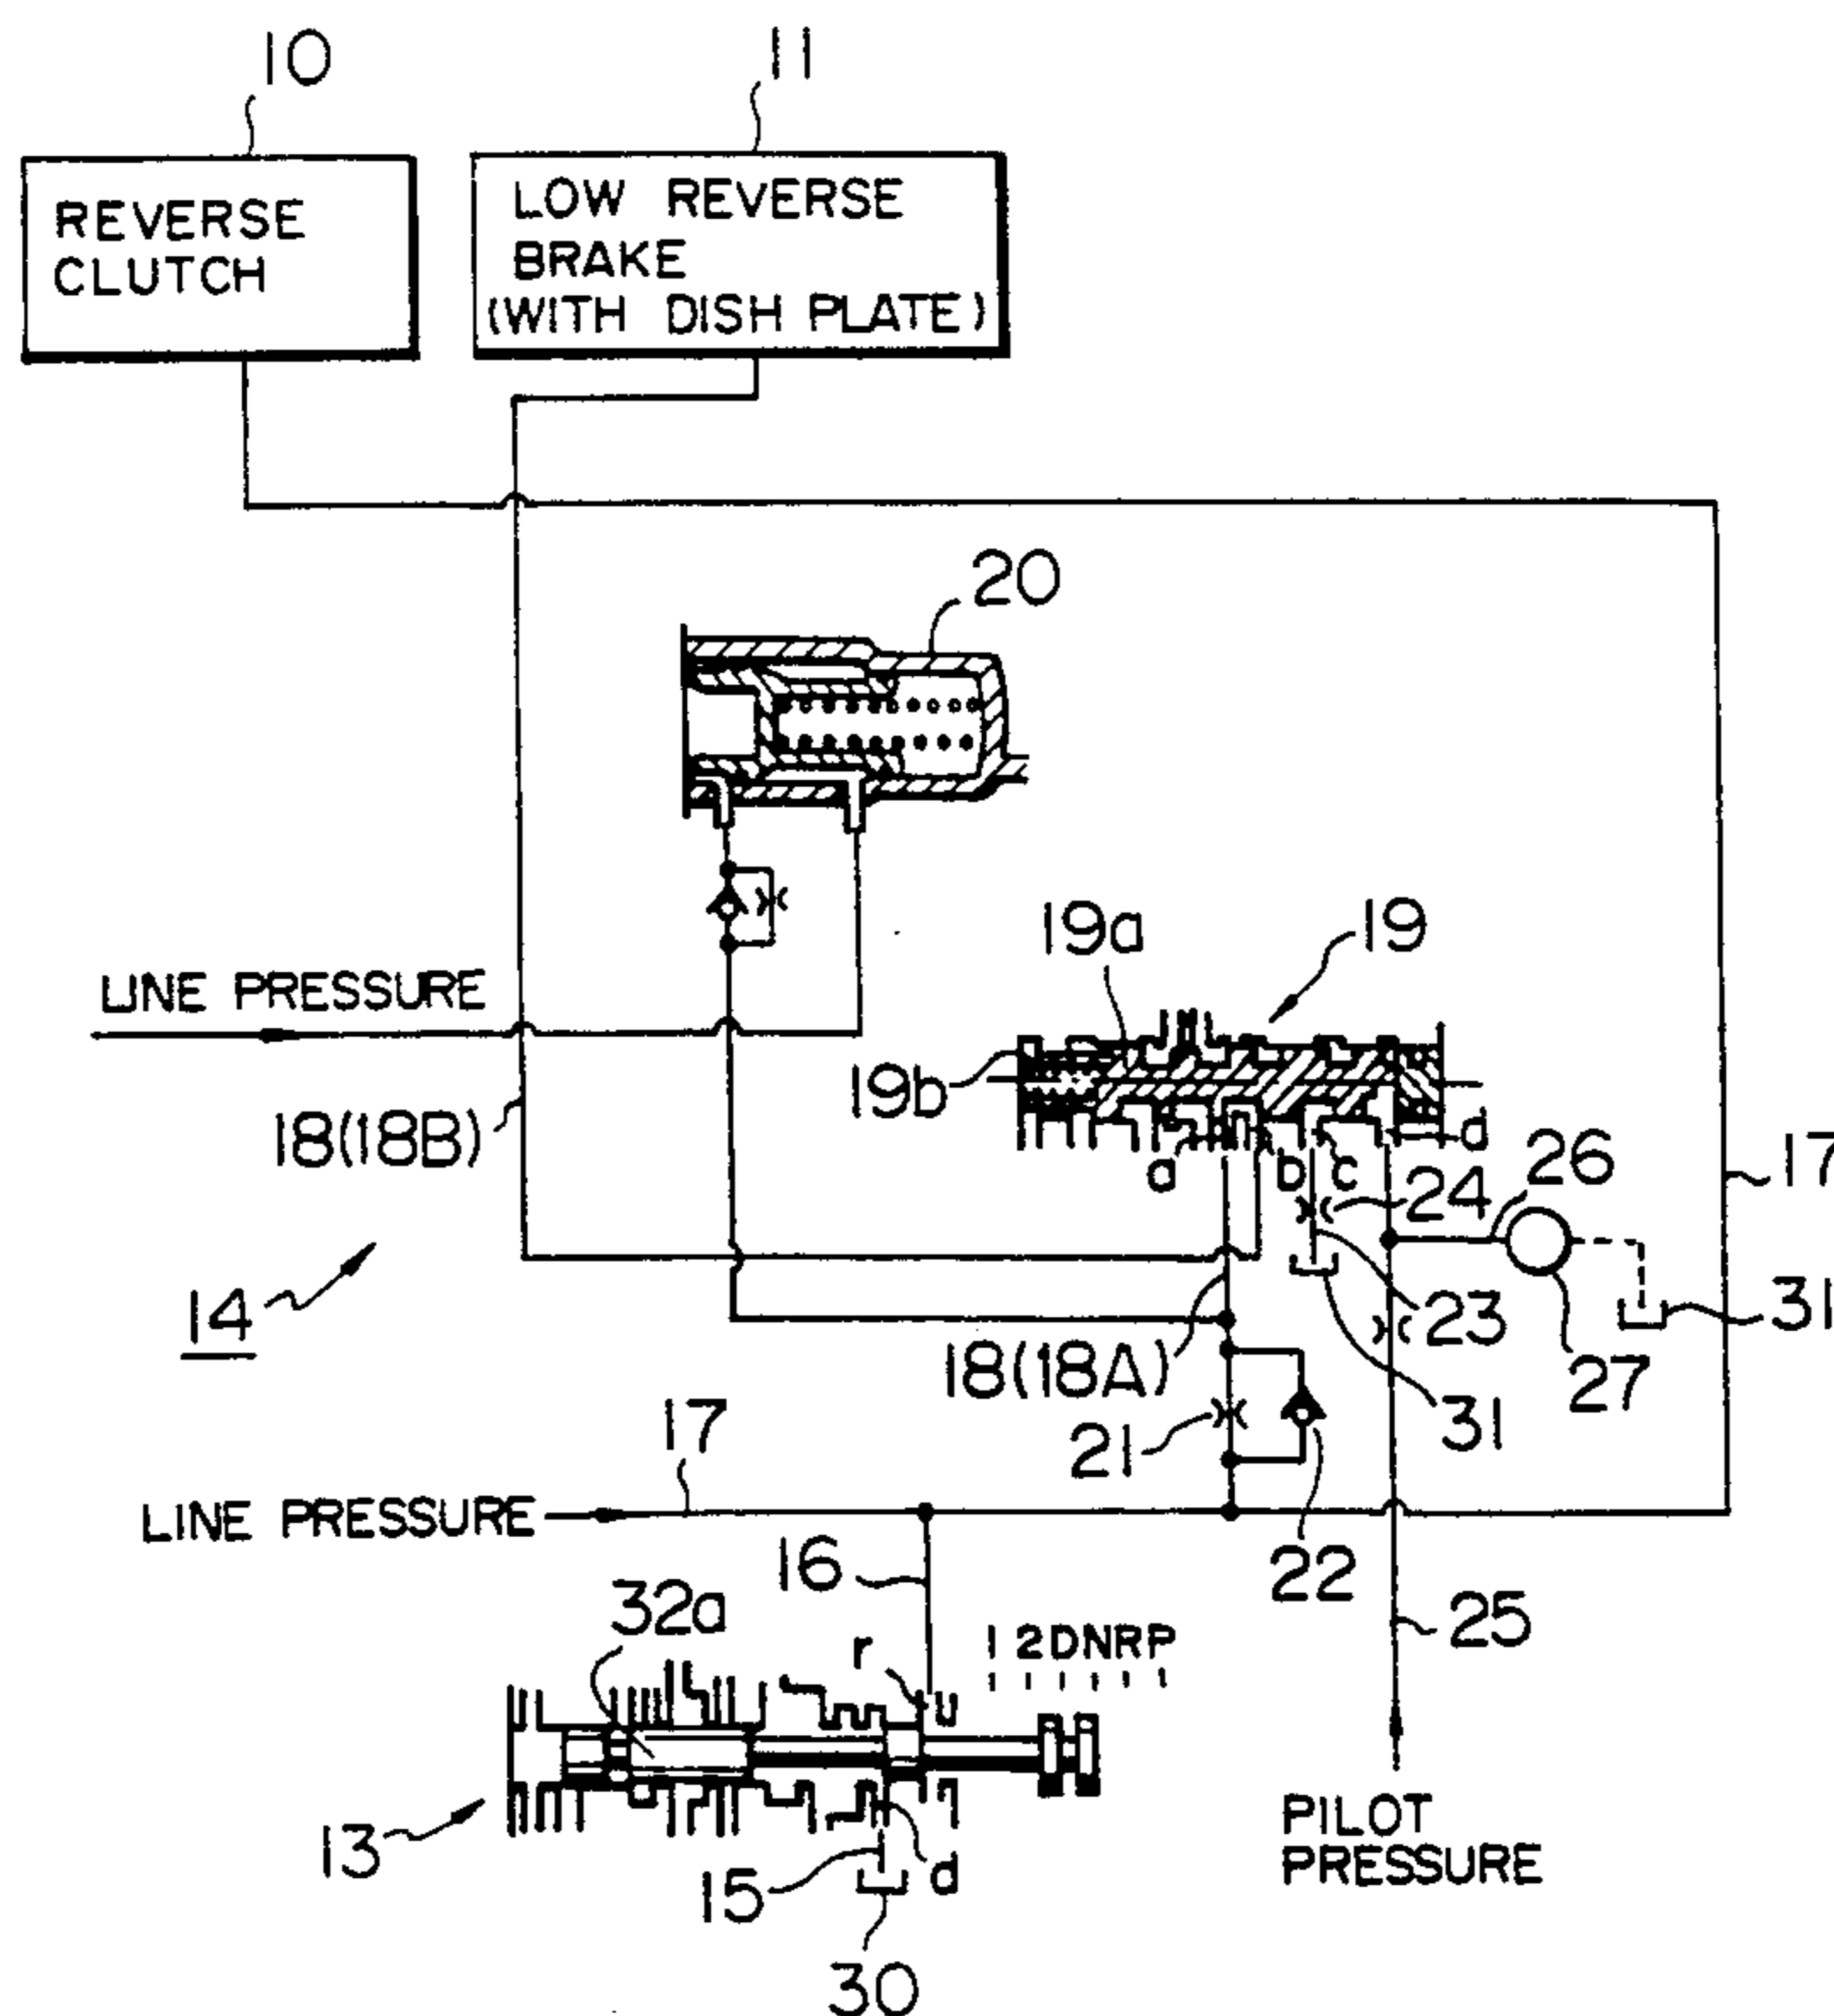 10
11
REVERSE
CLUTCH
LOW REVERSE
BRAKE
(WITH DISH PLATE)
20
19a
19
LINE PRESSURE
19b
18(18B)
a
b
c
d
26
17
24
14
23
31
18(18A)
27
17
21
31
LINE PRESSURE
16
22
32a
25
r
1 2 D N R P
13
PILOT
PRESSURE
15
d
30